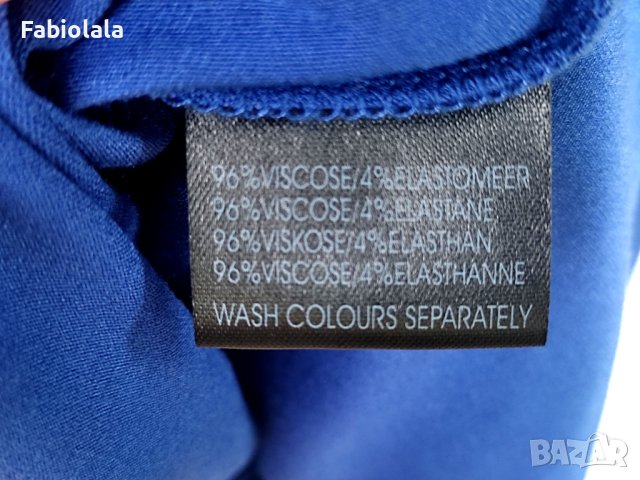 Fabiolala
96%VISCOSE/4%ELASTOMEER
96%VISCOSE/4%ELASTANE
96%VISKOSE/4%ELASTHAN
96%VISCOSE/4%ELASTHANNE
WASH COLOURS SEPARATELY
BAZAR